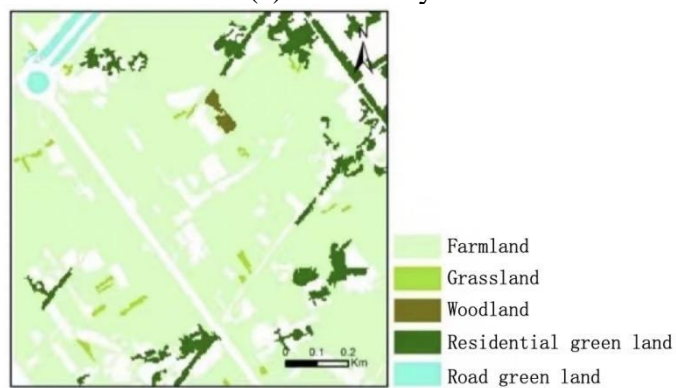 N
0 0.1 0.2
Km
Farmland
Grassland
Woodland
Residential green land
Road green land